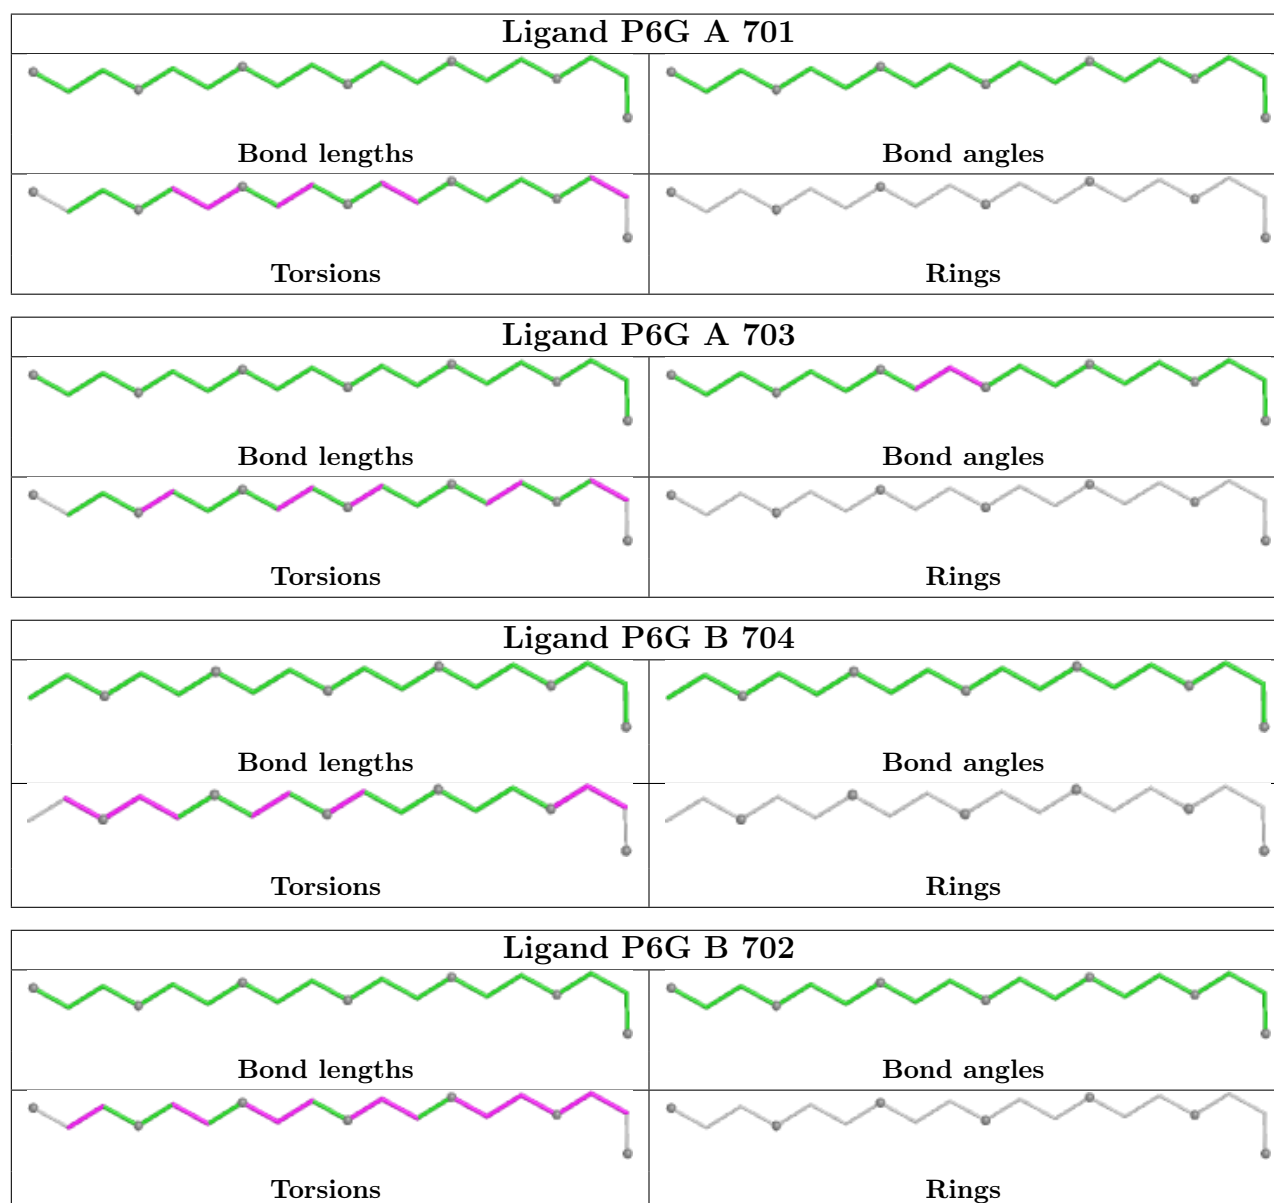 Ligand P6G A 701
Bond lengths Bond angles
Torsions Rings
Ligand P6G A 703
Bond lengths Bond angles
Torsions Rings
Ligand P6G B 704
Bond lengths Bond angles
Torsions Rings
Ligand P6G B 702
Bond lengths Bond angles
Torsions Rings